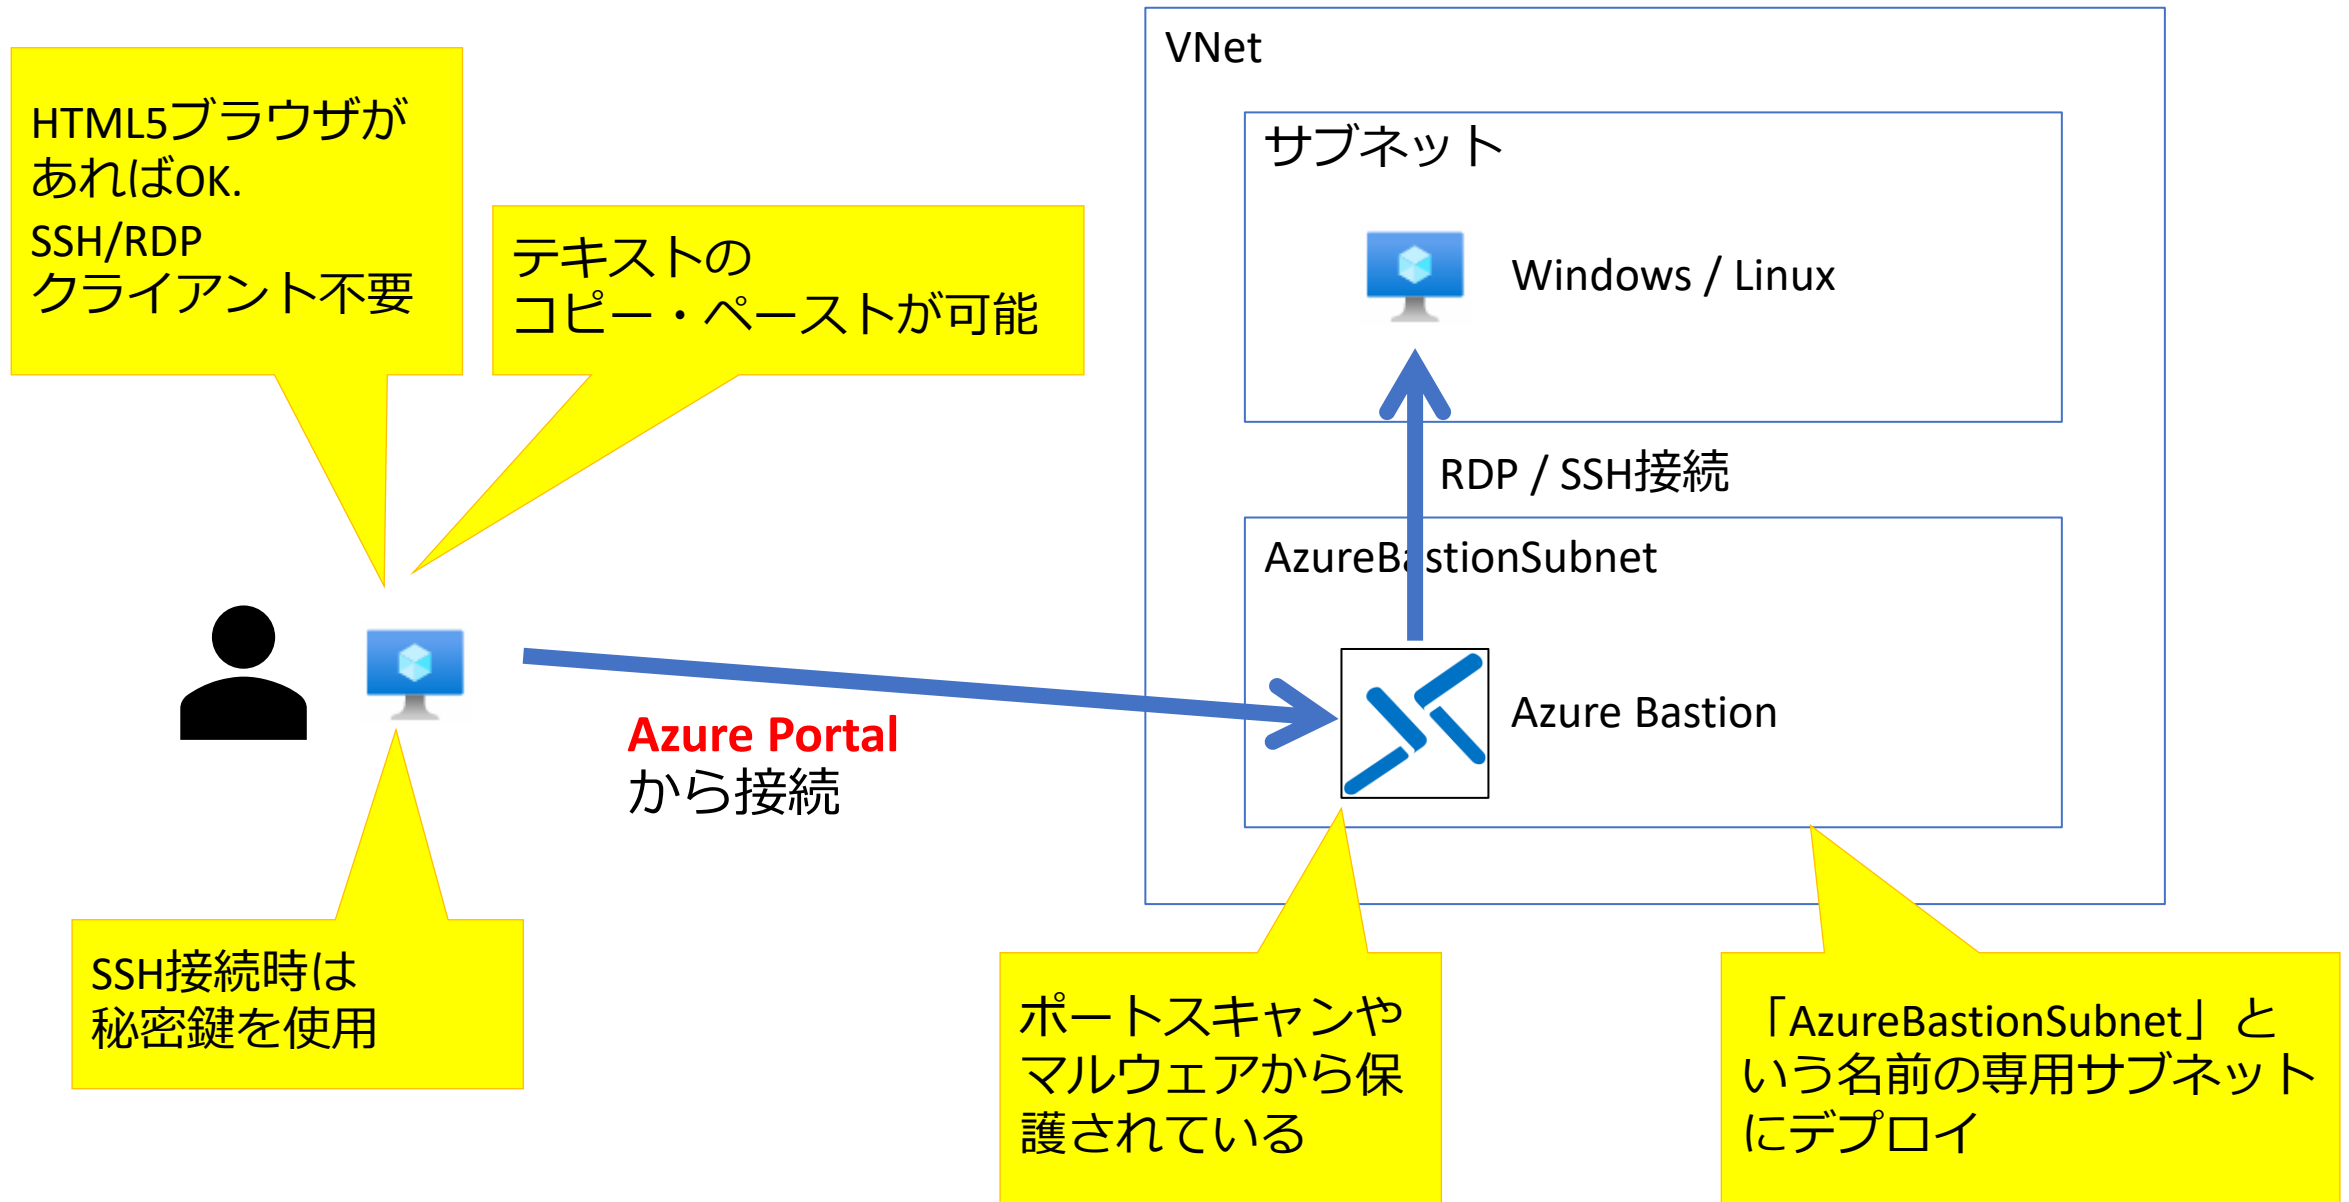 VNet
HTML5ブラウザが
あればOK.
SSH/RDP
クライアント不要
テキストの
コピー・ペーストが可能
サブネット
Windows / Linux
RDP / SSH接続
AzureBastionSubnet
Azure Bastion
Azure Portal
から接続
SSH接続時は
秘密鍵を使用
ポートスキャンや
マルウェアから保
護されている
「AzureBastionSubnet」と
いう名前の専用サブネット
にデプロイ